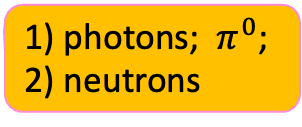 1) photons; π⁰;
2) neutrons